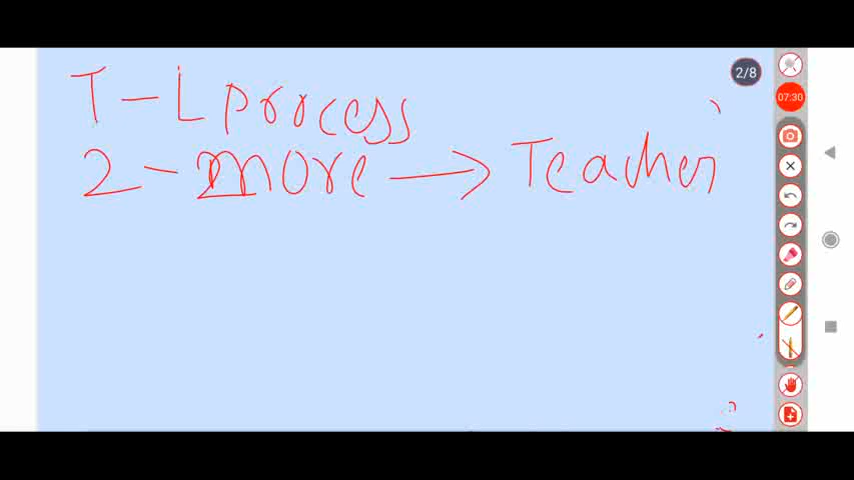 T - L process
2 - more → Teacher
2/8
07:30